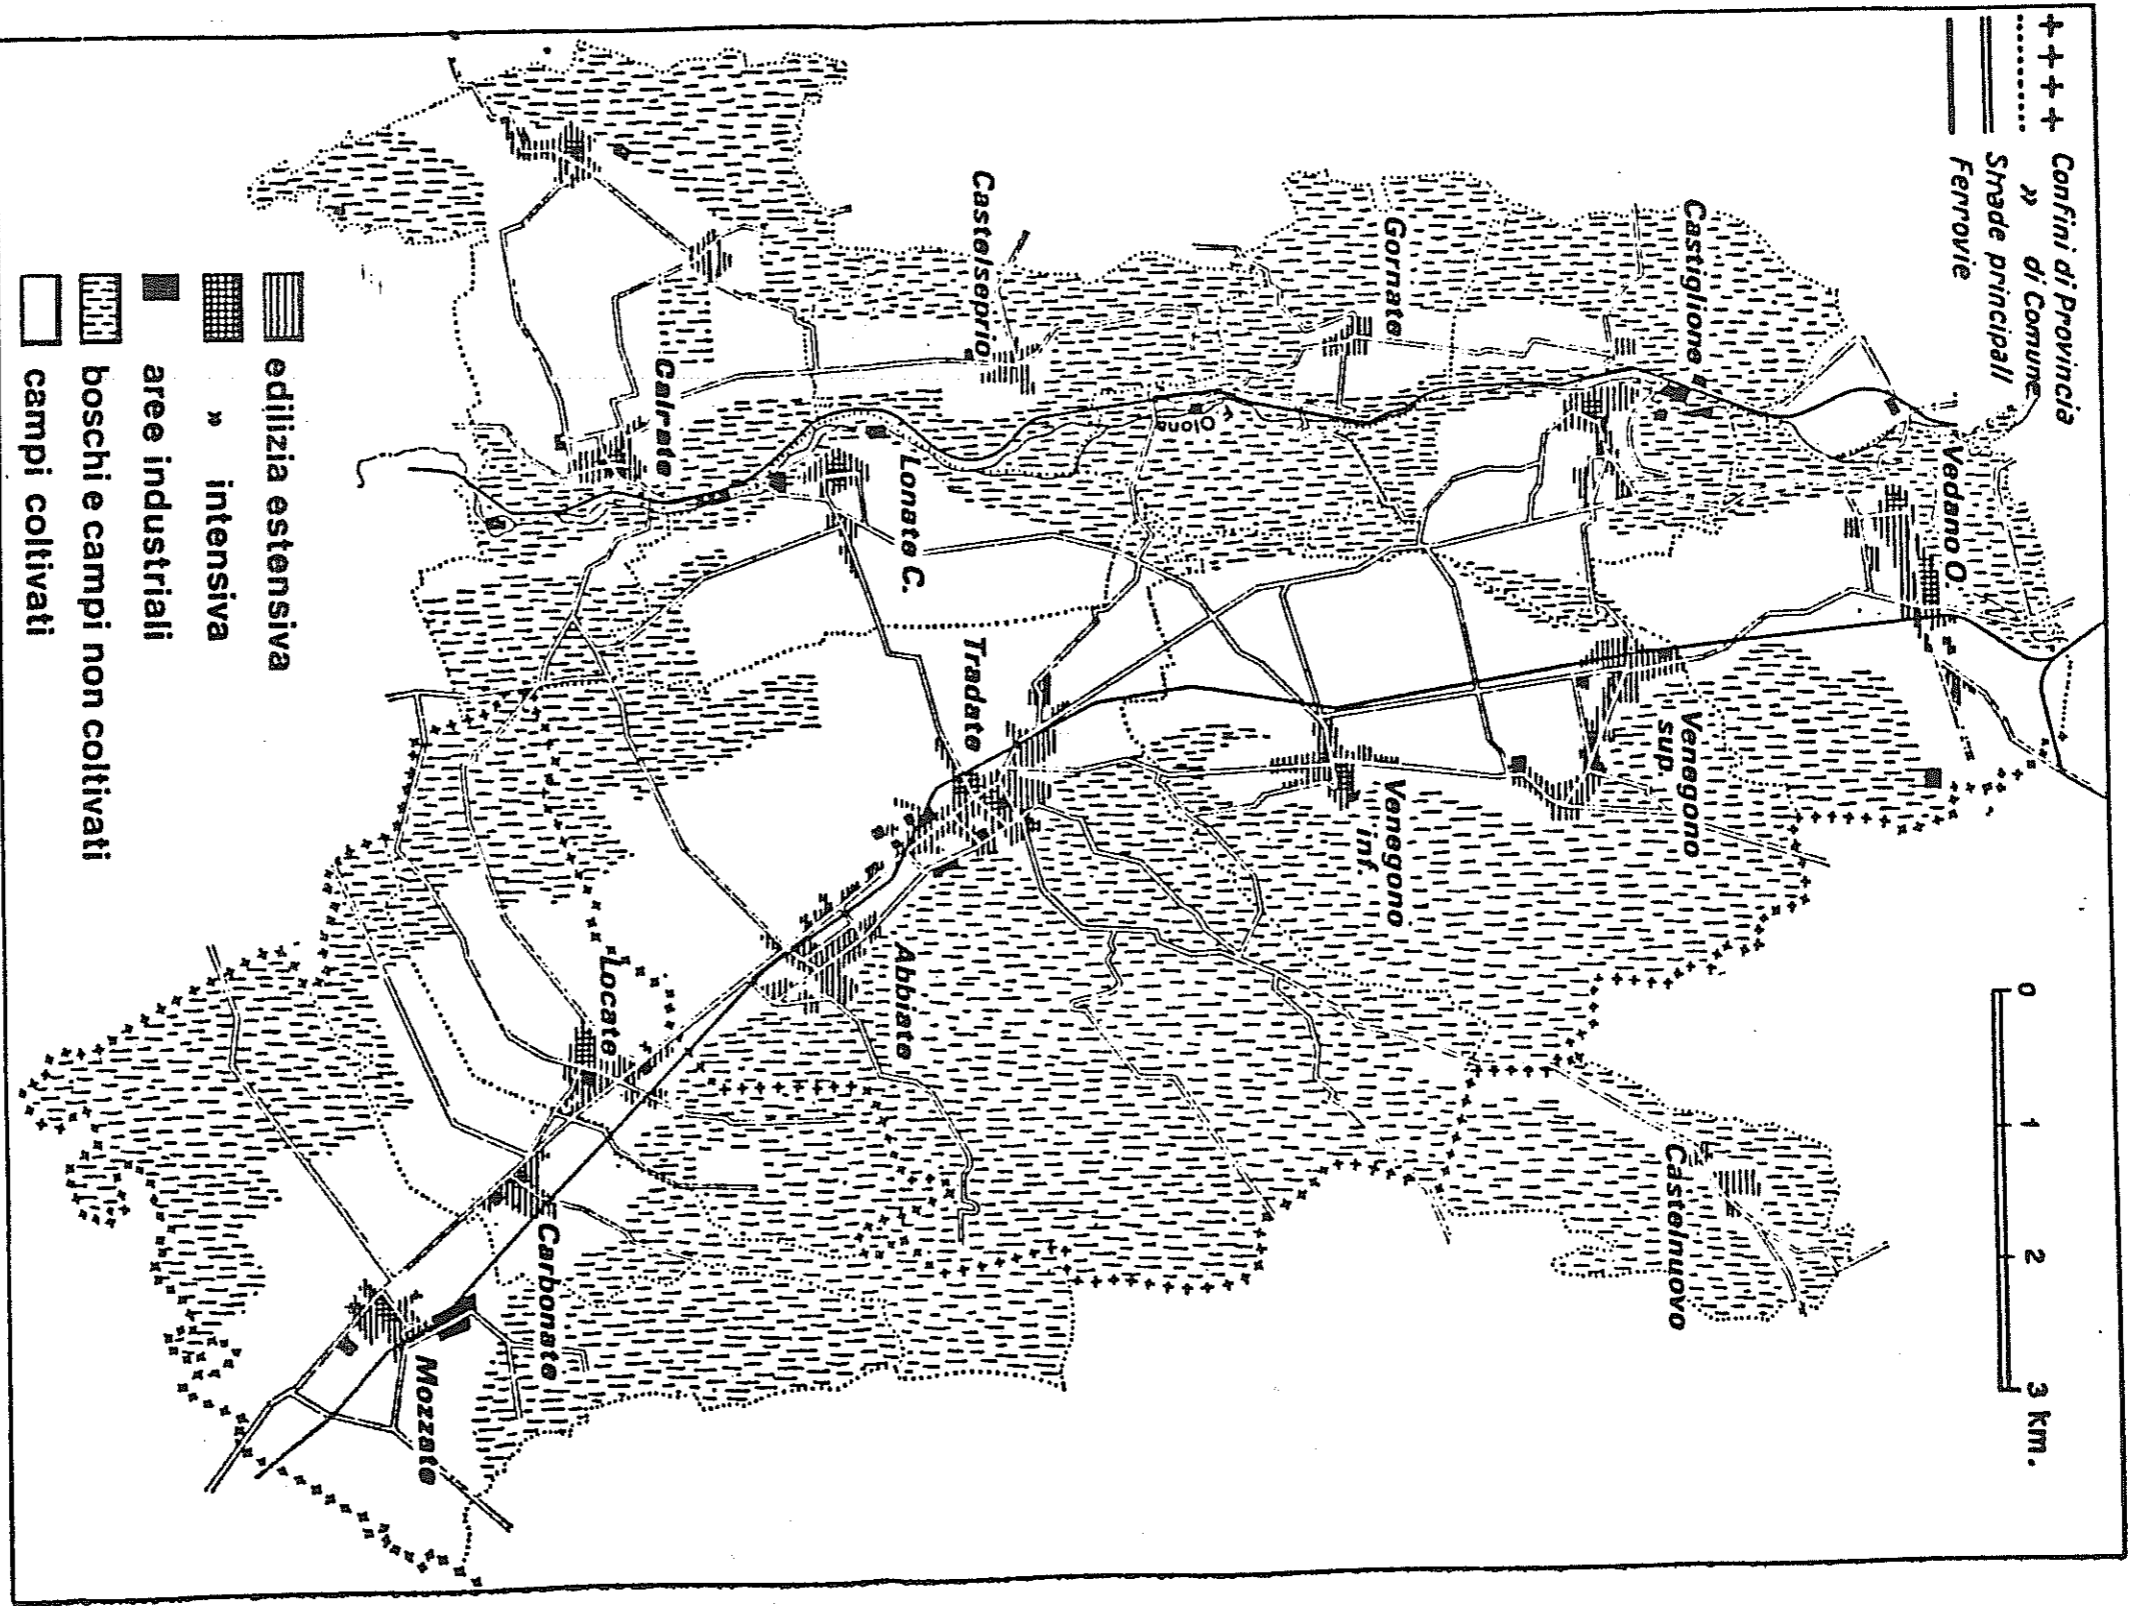 ++++ Confini di Provincia
........ » di Comune
Strade principali
Ferrovie
0 1 2 3 km.
Vedano O.
Castiglione
Venegono
sup.
Castelnuovo
Gornate
Venegono
inf.
F. Olona
Castelseprio
Lonate C.
Tradate
Abbiate
Cairate
Locate
Carbonate
Mozzate
edilizia estensiva
» intensiva
aree industriali
boschi e campi non coltivati
campi coltivati